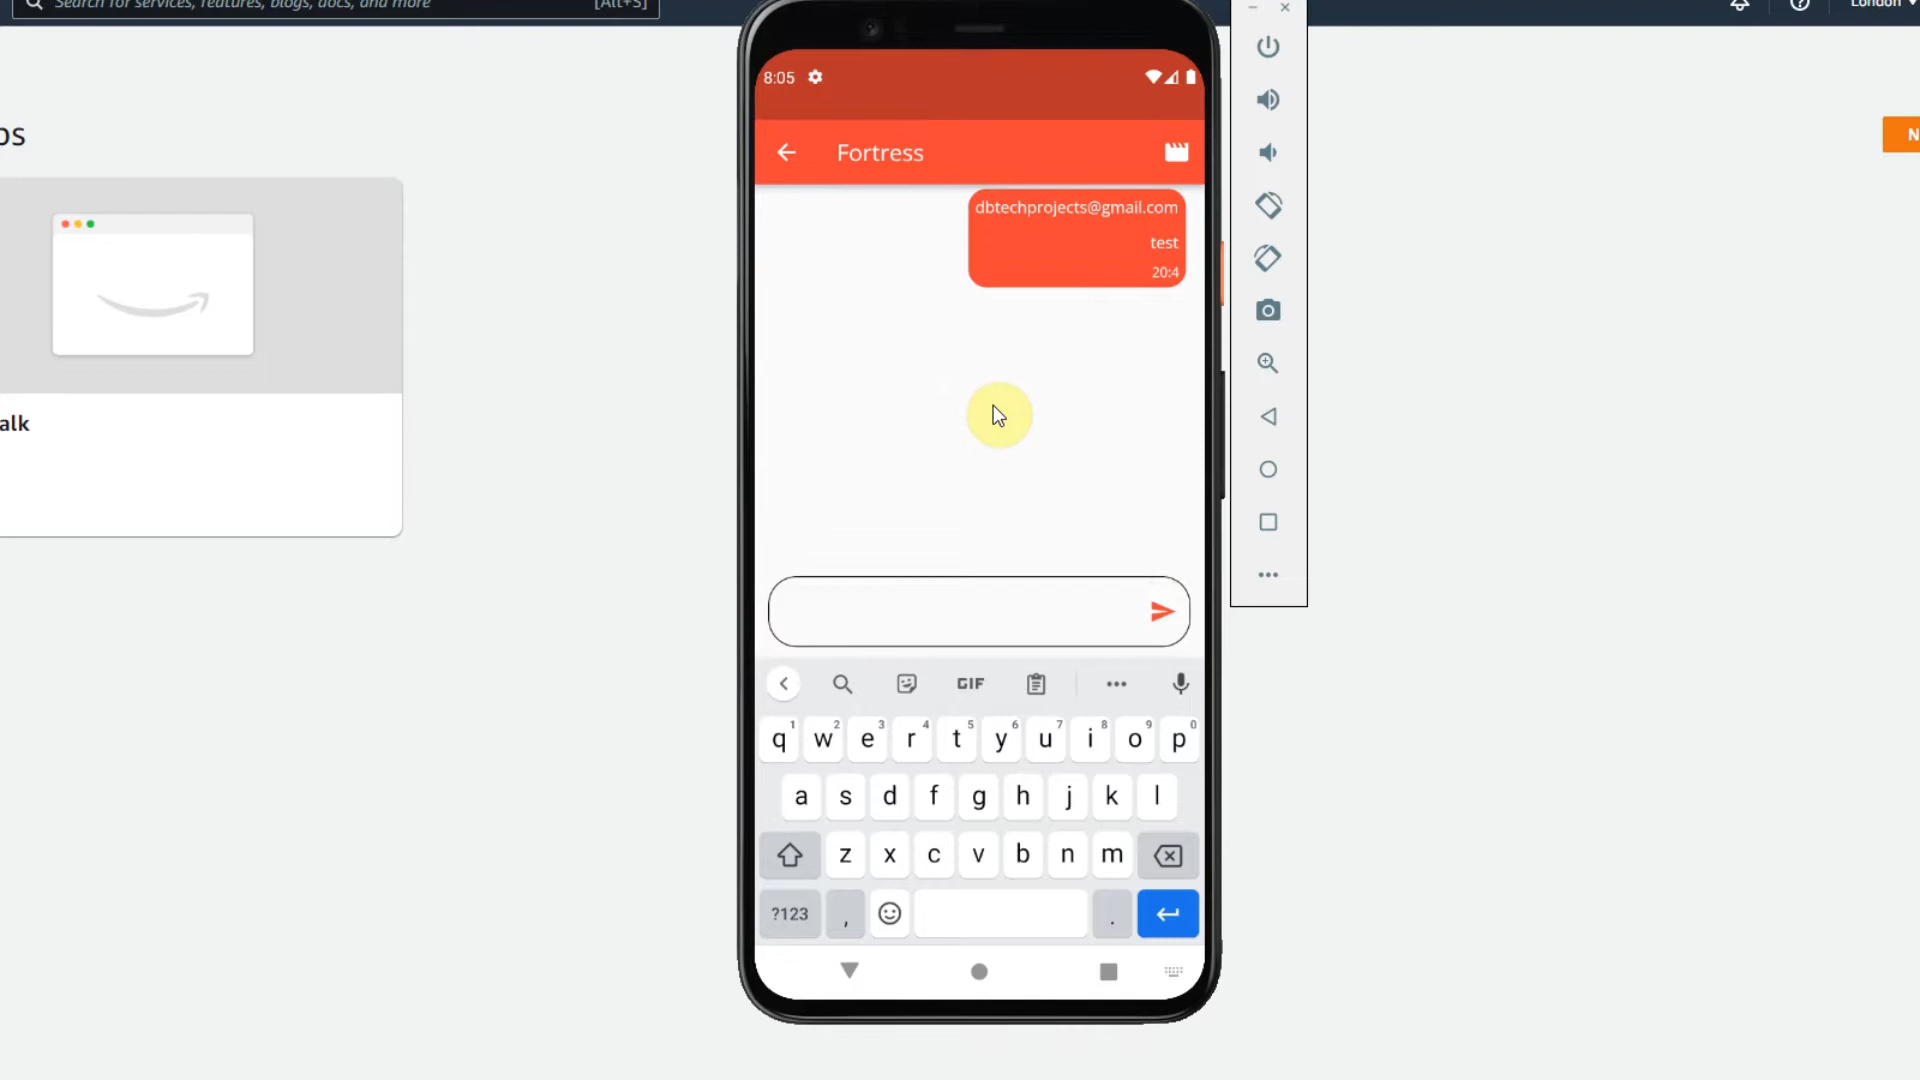 Search for services, features, blogs, docs, and more
[Alt+S]
London
ps
N
alk
8:05
Fortress
dbtechprojects@gmail.com
test
20:4
GIF
1 2 3 4 5 6 7 8 9 0
q w e r t y u i o p
a s d f g h j k l
z x c v b n m
?123 , .